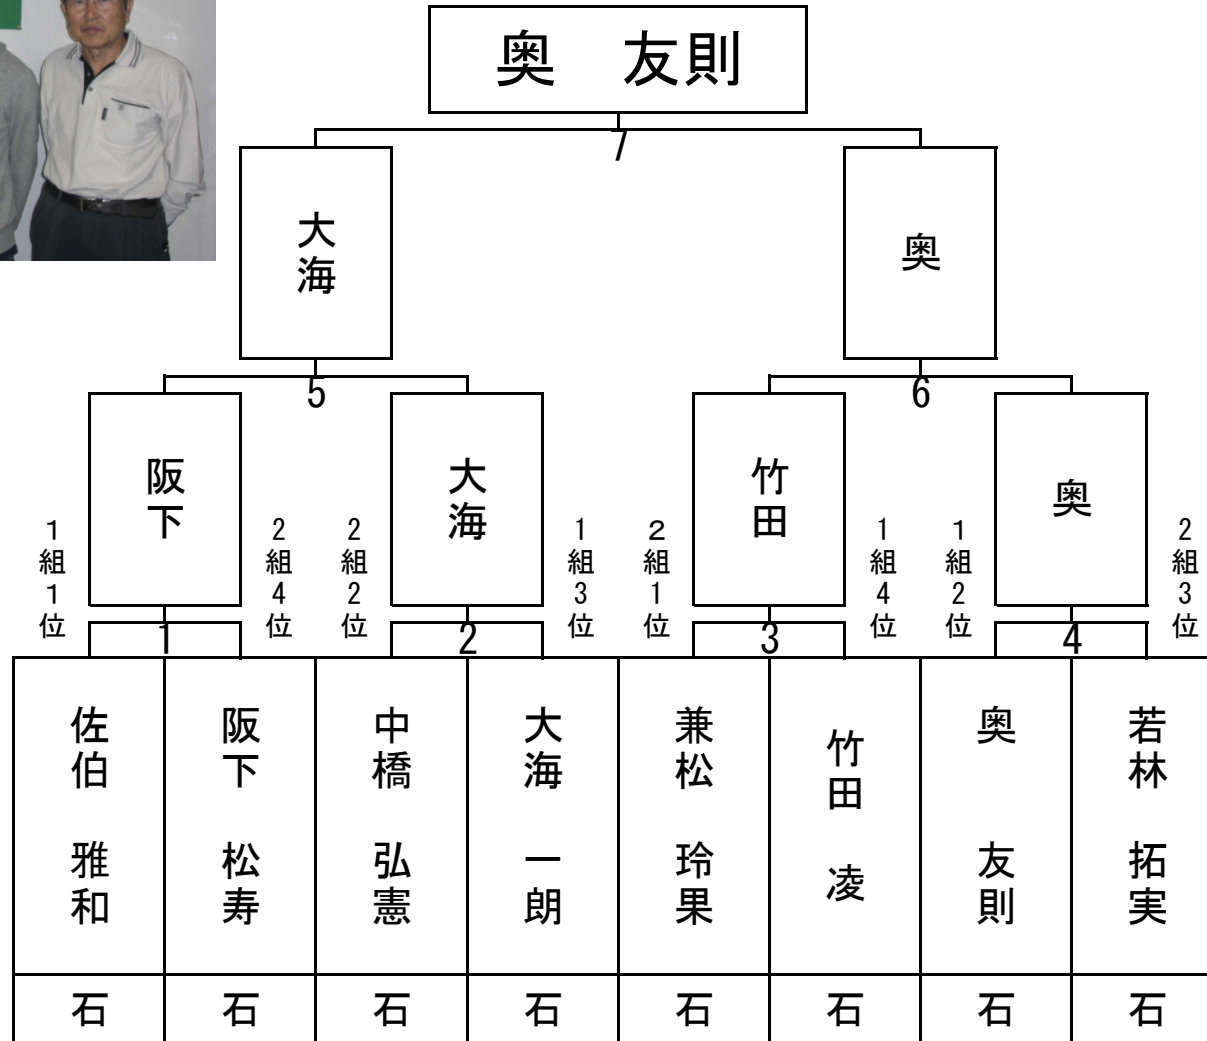 奥　友則
7
大海
奥
5
6
阪下
大海
竹田
奥
1組1位
2組4位
2組2位
1組3位
2組1位
1組4位
1組2位
2組3位
1
2
3
4
佐伯　雅和
阪下　松寿
中橋　弘憲
大海　一朗
兼松　玲果
竹田　凌
奥　友則
若林　拓実
石
石
石
石
石
石
石
石